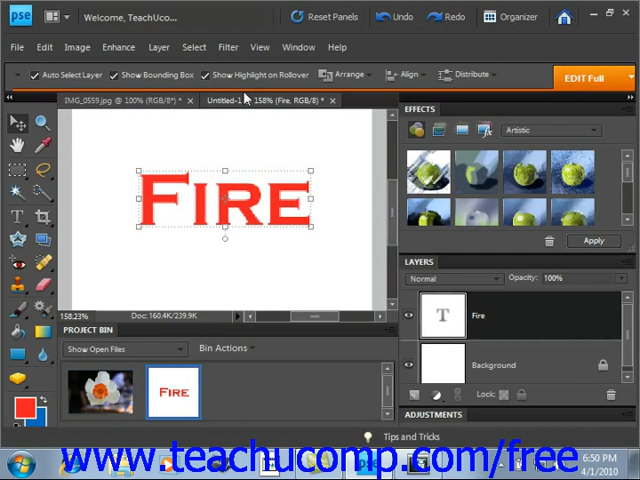 pse Welcome, TeachUco... Reset Panels Undo Redo Organizer
File Edit Image Enhance Layer Select Filter View Window Help
Auto Select Layer Show Bounding Box Show Highlight on Rollover Arrange Align Distribute EDIT Full
IMG_0559.jpg @ 100% (RGB/8*) * Untitled-1 158% (Fire, RGB/8) *
EFFECTS
Artistic
FIRE
Apply
LAYERS
Normal Opacity: 100%
T Fire
158.23% Doc: 160.4K/239.9K
PROJECT BIN
Show Open Files Bin Actions
Background
FIRE
Lock:
ADJUSTMENTS
Tips and Tricks
www.teachucomp.com/free
6:50 PM
4/1/2010